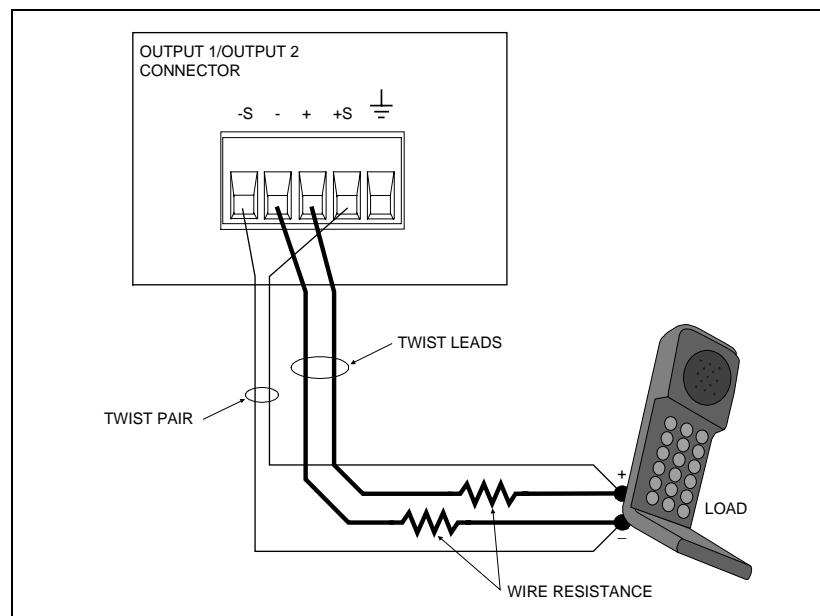 OUTPUT 1/OUTPUT 2
CONNECTOR
-S - + +S
TWIST LEADS
TWIST PAIR
+
LOAD
–
WIRE RESISTANCE